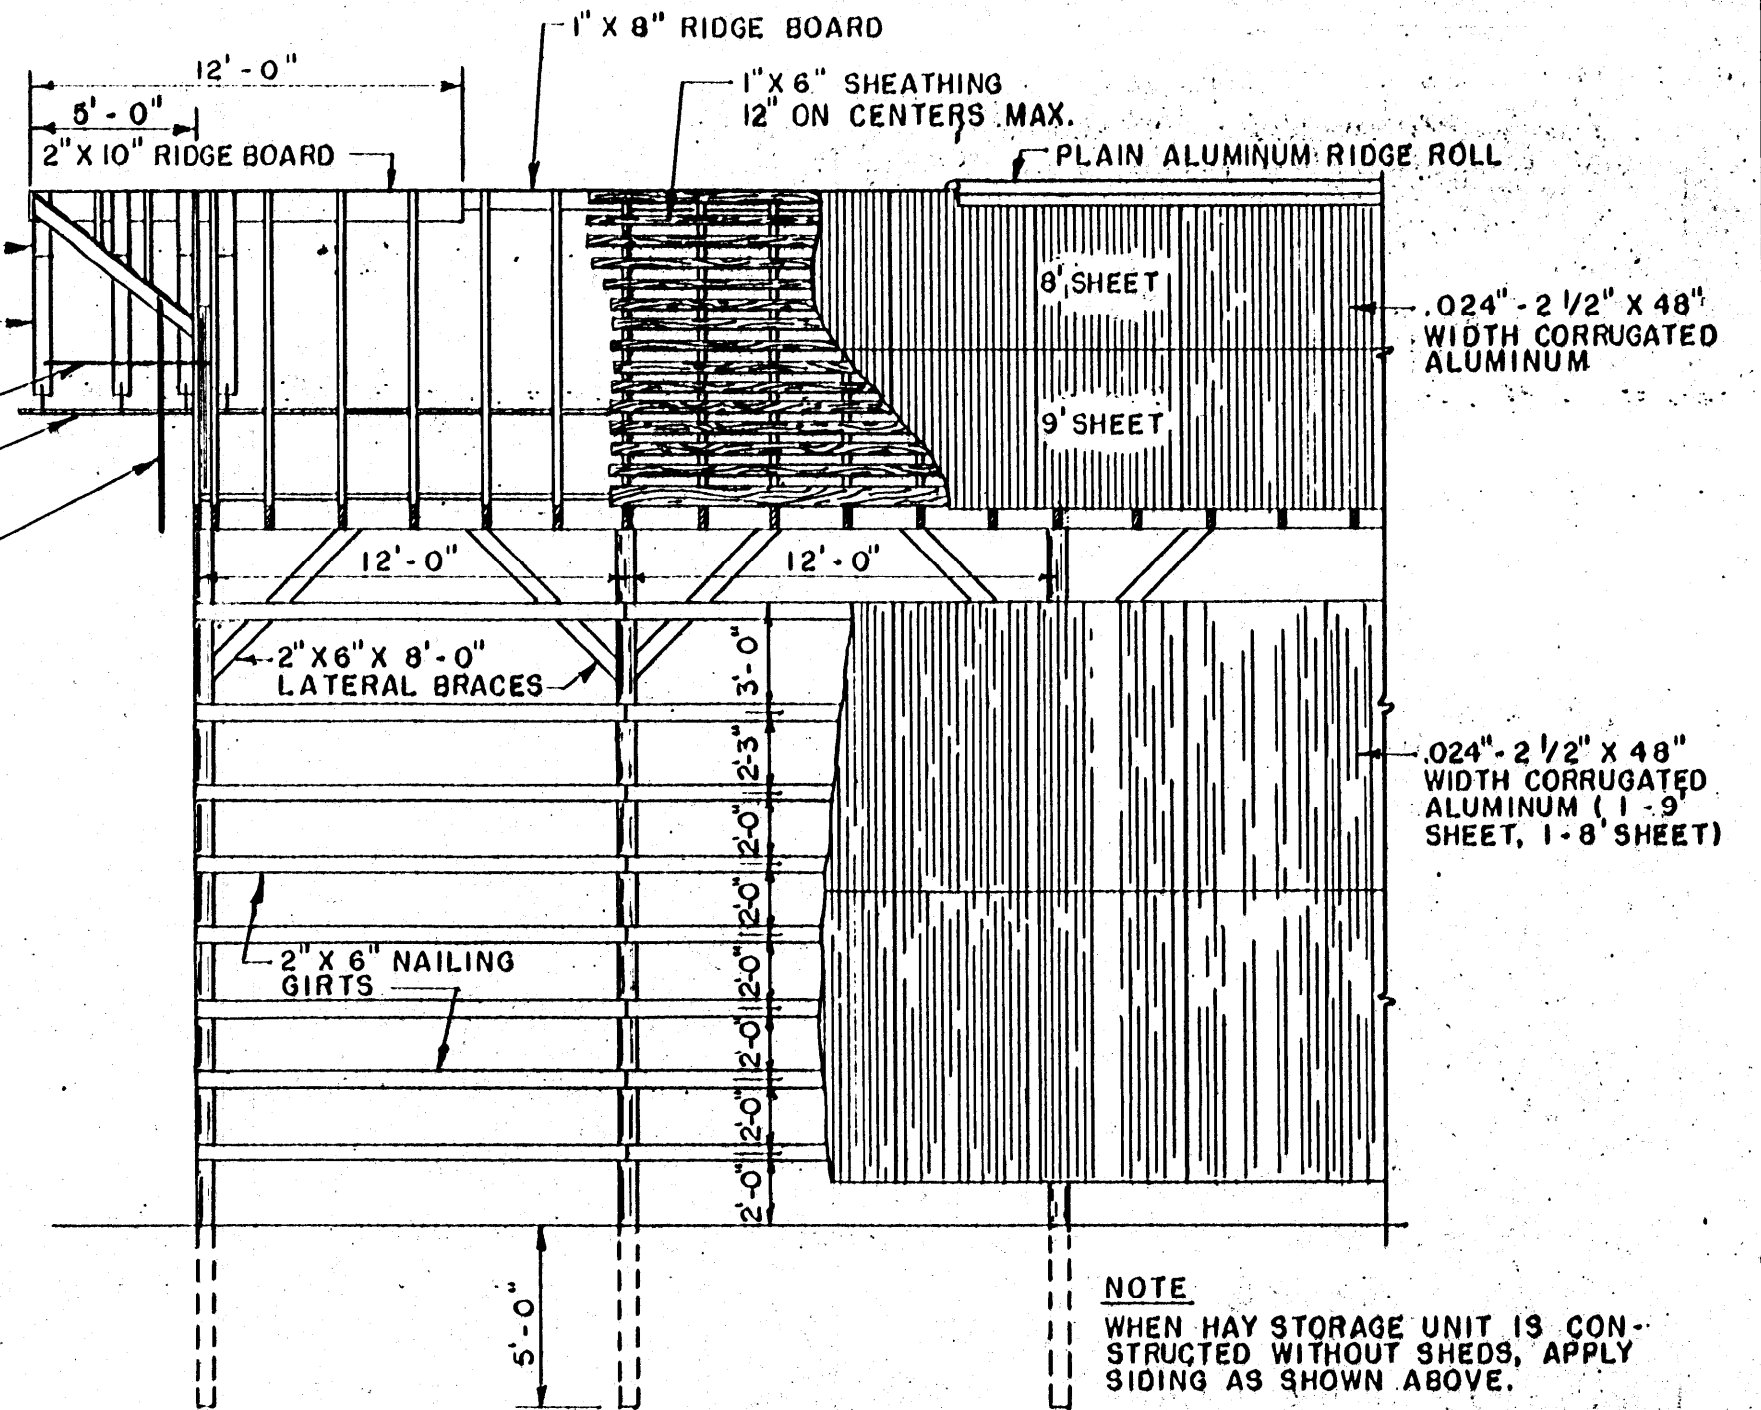 1" X 8" RIDGE BOARD
12'-0"
1" X 6" SHEATHING
12" ON CENTERS MAX.
5'-0"
2" X 10" RIDGE BOARD
PLAIN ALUMINUM RIDGE ROLL
8' SHEET
.024" - 2 1/2" X 48"
WIDTH CORRUGATED
ALUMINUM
9' SHEET
12'-0"
12'-0"
2" X 6" X 8'-0"
LATERAL BRACES
3'-0"
2'-3"
2'-0"
2'-0"
2'-0"
2'-0"
2'-0"
2'-0"
.024" - 2 1/2" X 48"
WIDTH CORRUGATED
ALUMINUM ( 1 - 9'
SHEET, 1 - 8' SHEET)
2" X 6" NAILING
GIRTS
5'-0"
NOTE
WHEN HAY STORAGE UNIT IS CON-
STRUCTED WITHOUT SHEDS, APPLY
SIDING AS SHOWN ABOVE.